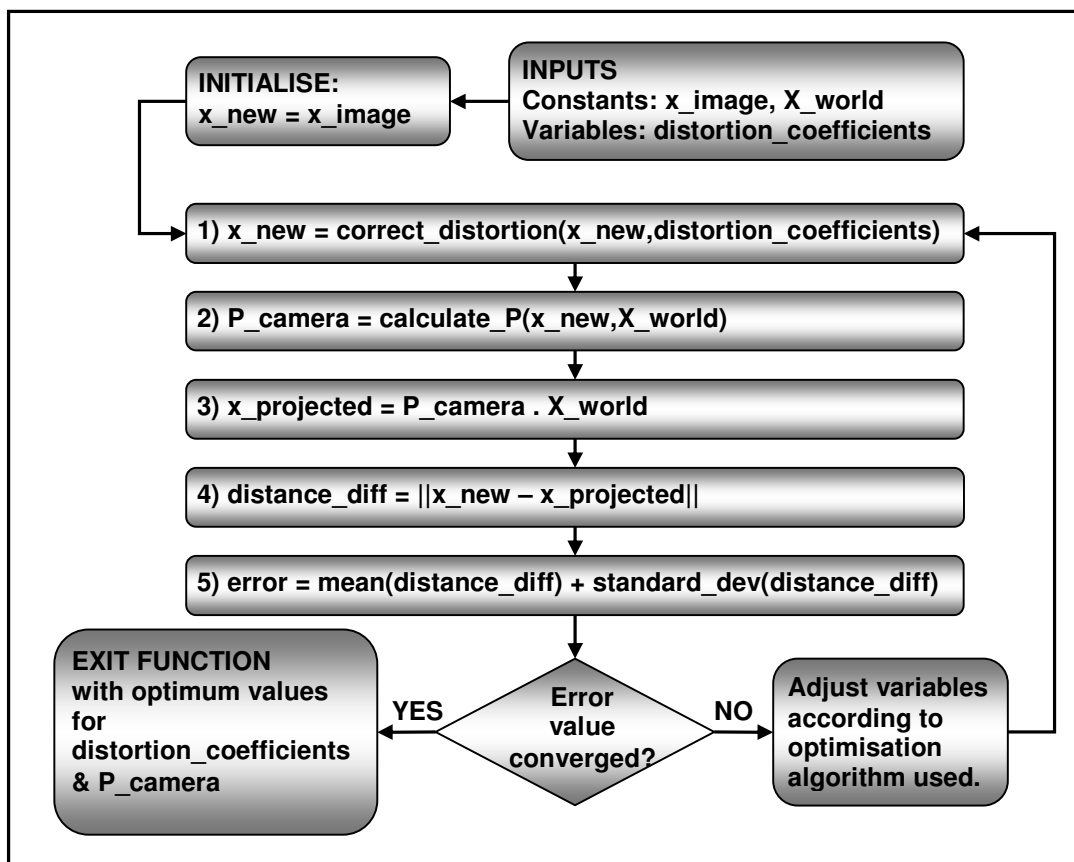 INPUTS
Constants: x_image, X_world
Variables: distortion_coefficients
INITIALISE:
x_new = x_image
1) x_new = correct_distortion(x_new,distortion_coefficients)
2) P_camera = calculate_P(x_new,X_world)
3) x_projected = P_camera . X_world
4) distance_diff = ||x_new – x_projected||
5) error = mean(distance_diff) + standard_dev(distance_diff)
Error
value
converged?
YES
EXIT FUNCTION
with optimum values
for
distortion_coefficients
& P_camera
NO
Adjust variables
according to
optimisation
algorithm used.